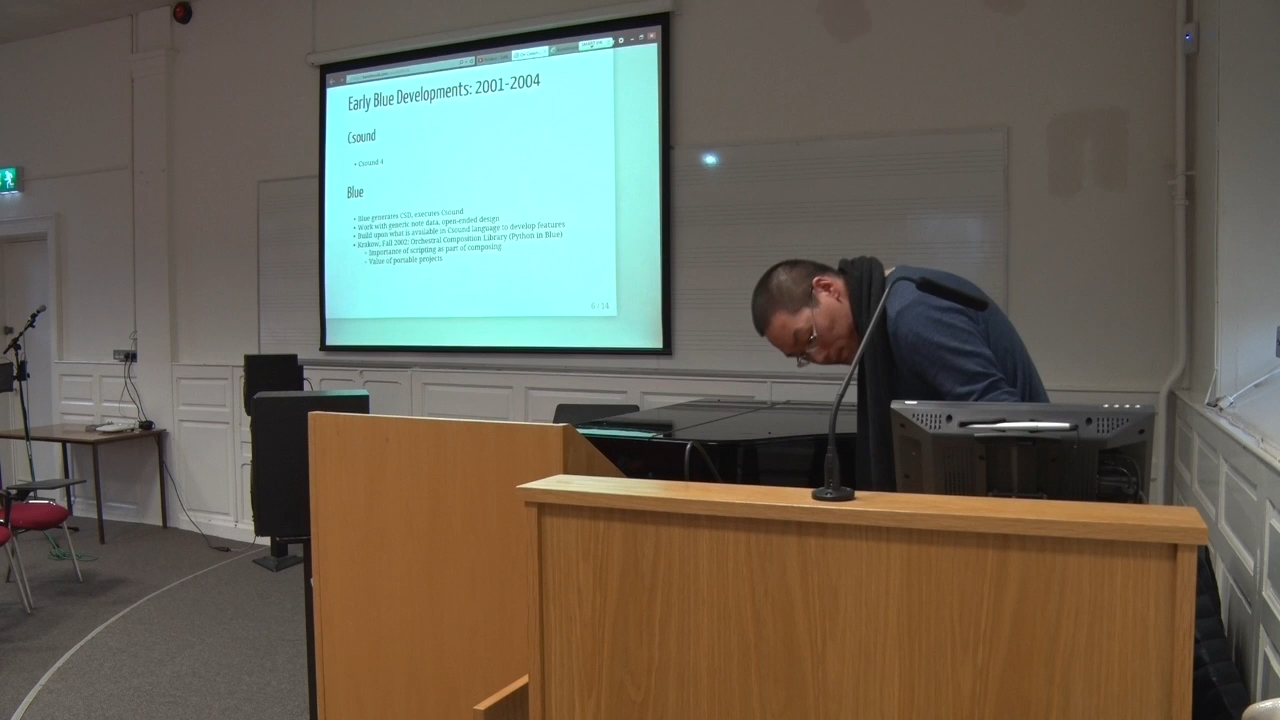 Early Blue Developments: 2001-2004
Csound
• Csound 4
Blue
• Blue generates CSD, executes Csound
• Work with generic note data, open-ended design
• Build upon what is available in Csound language to develop features
• Krakow, Fall 2002: Orchestral Composition Library (Python in Blue)
◦ Importance of scripting as part of composing
◦ Value of portable projects
6 / 14